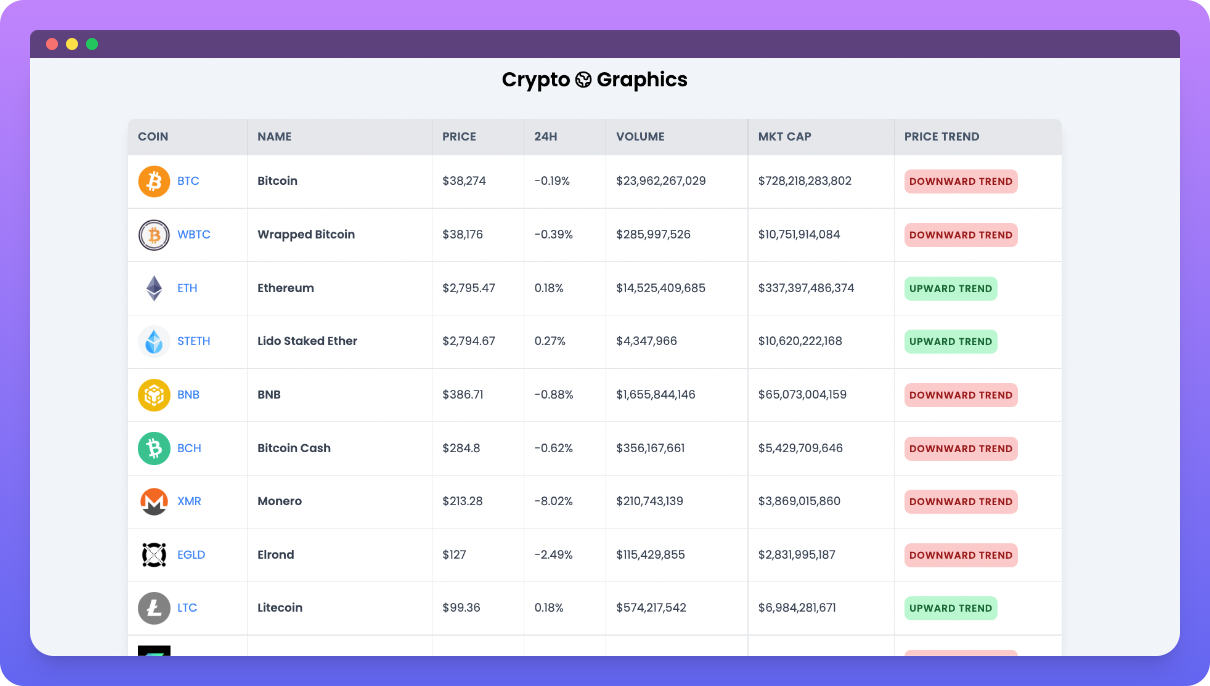 Crypto Graphics
COIN NAME PRICE 24H VOLUME MKT CAP PRICE TREND
BTC Bitcoin $38,274 -0.19% $23,962,267,029 $728,218,283,802 DOWNWARD TREND
WBTC Wrapped Bitcoin $38,176 -0.39% $285,997,526 $10,751,914,084 DOWNWARD TREND
ETH Ethereum $2,795.47 0.18% $14,525,409,685 $337,397,486,374 UPWARD TREND
STETH Lido Staked Ether $2,794.67 0.27% $4,347,966 $10,620,222,168 UPWARD TREND
BNB BNB $386.71 -0.88% $1,655,844,146 $65,073,004,159 DOWNWARD TREND
BCH Bitcoin Cash $284.8 -0.62% $356,167,661 $5,429,709,646 DOWNWARD TREND
XMR Monero $213.28 -8.02% $210,743,139 $3,869,015,860 DOWNWARD TREND
EGLD Elrond $127 -2.49% $115,429,855 $2,831,995,187 DOWNWARD TREND
LTC Litecoin $99.36 0.18% $574,217,542 $6,984,281,671 UPWARD TREND